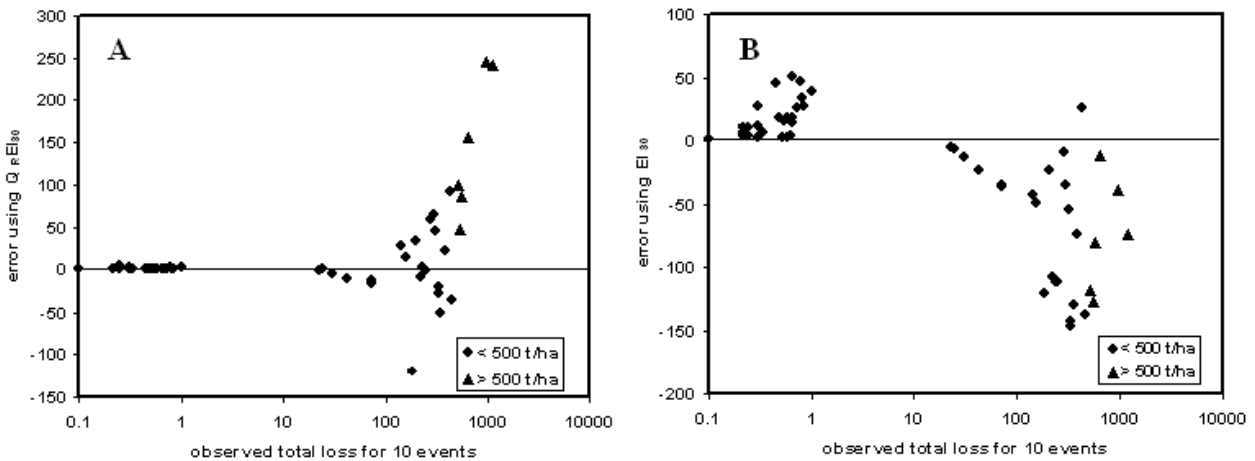 A
error using Q R EI30
300
250
200
150
100
50
0
-50
-100
-150
0.1 1 10 100 1000 10000
observed total loss for 10 events
< 500 t/ha
> 500 t/ha
B
error using EI30
100
50
0
-50
-100
-150
-200
0.1 1 10 100 1000 10000
observed total loss for 10 events
< 500 t/ha
> 500 t/ha